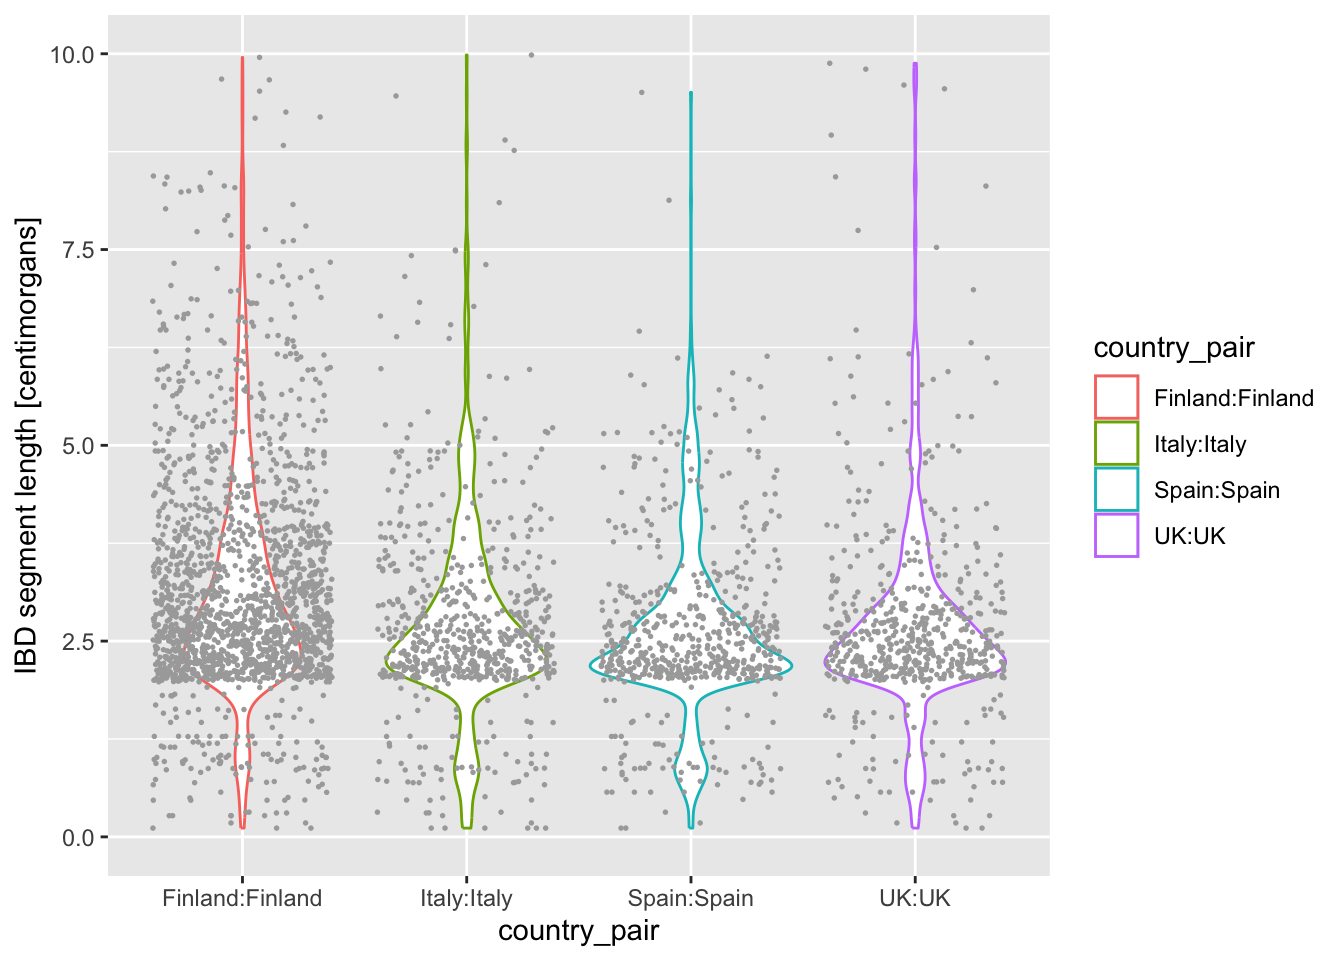 IBD segment length [centimorgans]
10.0
7.5
5.0
2.5
0.0
Finland:Finland
Italy:Italy
Spain:Spain
UK:UK
country_pair
country_pair
Finland:Finland
Italy:Italy
Spain:Spain
UK:UK